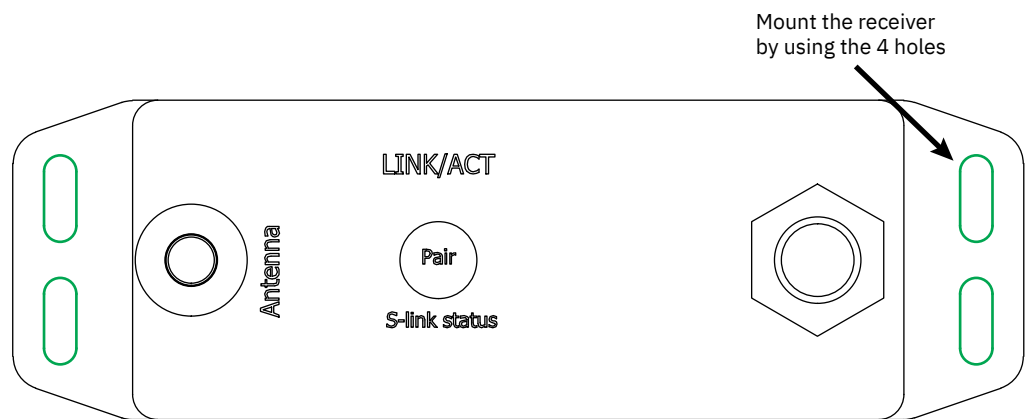 Mount the receiver
by using the 4 holes
LINK/ACT
Antenna
Pair
S-link status